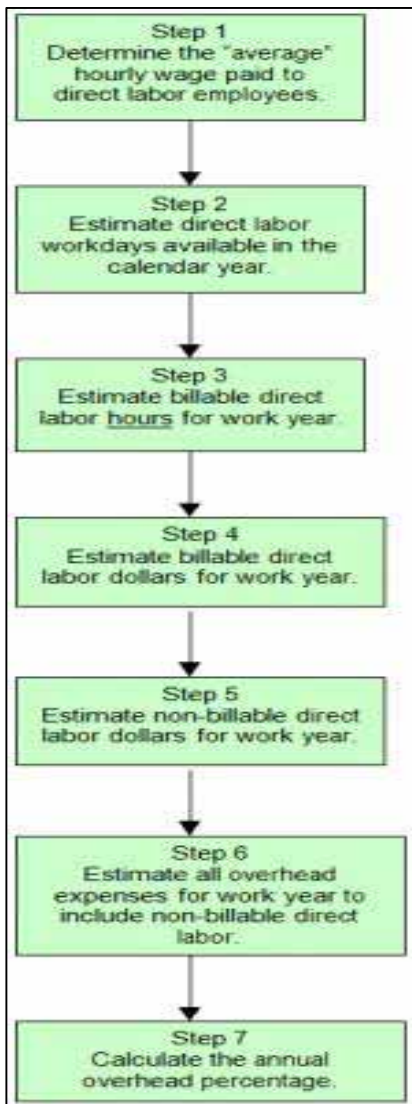 Step 1
Determine the "average"
hourly wage paid to
direct labor employees.
Step 2
Estimate direct labor
workdays available in the
calendar year.
Step 3
Estimate billable direct
labor hours for work year.
Step 4
Estimate billable direct
labor dollars for work year.
Step 5
Estimate non-billable direct
labor dollars for work year.
Step 6
Estimate all overhead
expenses for work year to
include non-billable direct
labor.
Step 7
Calculate the annual
overhead percentage.